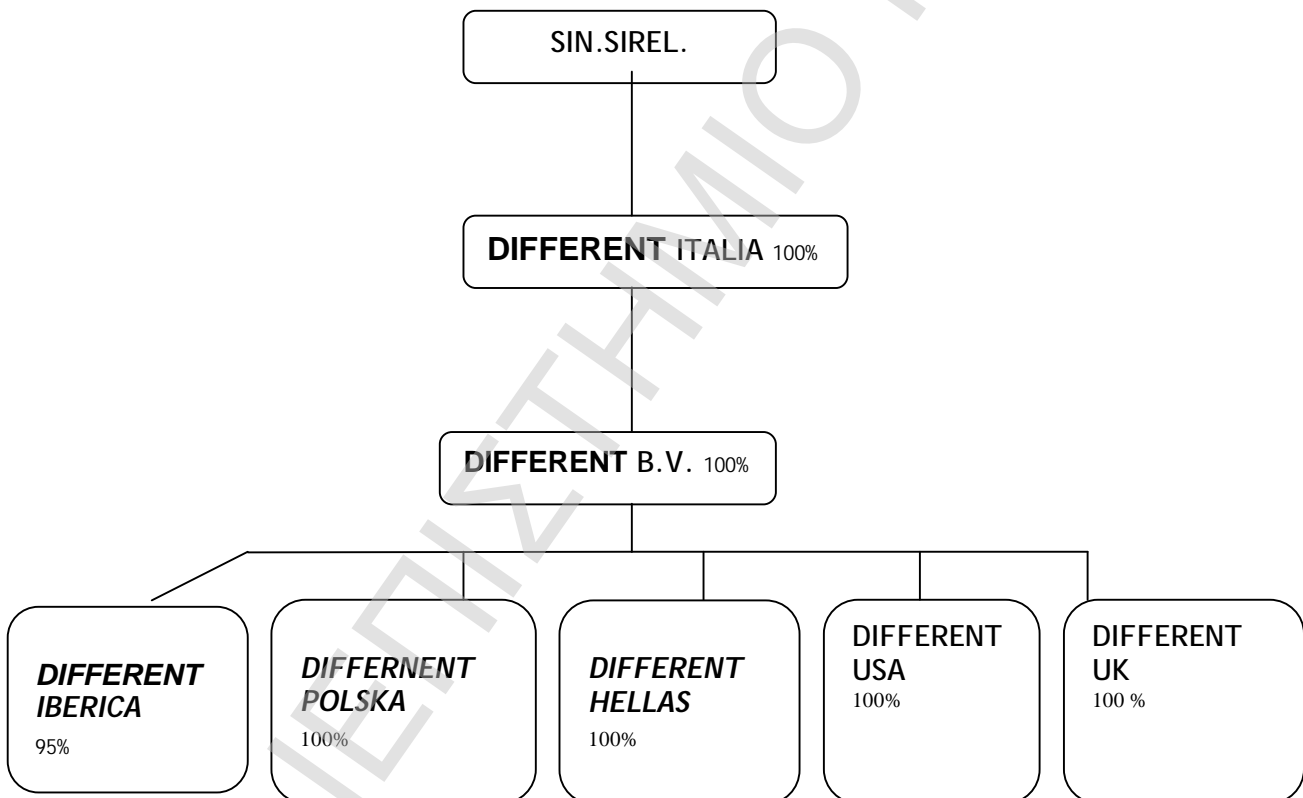 SIN.SIREL.
DIFFERENT ITALIA 100%
DIFFERENT B.V. 100%
DIFFERENT
IBERICA
95%
DIFFERNENT
POLSKA
100%
DIFFERENT
HELLAS
100%
DIFFERENT
USA
100%
DIFFERENT
UK
100 %
ΙΕΠΙΣΤΗΜΙΟ